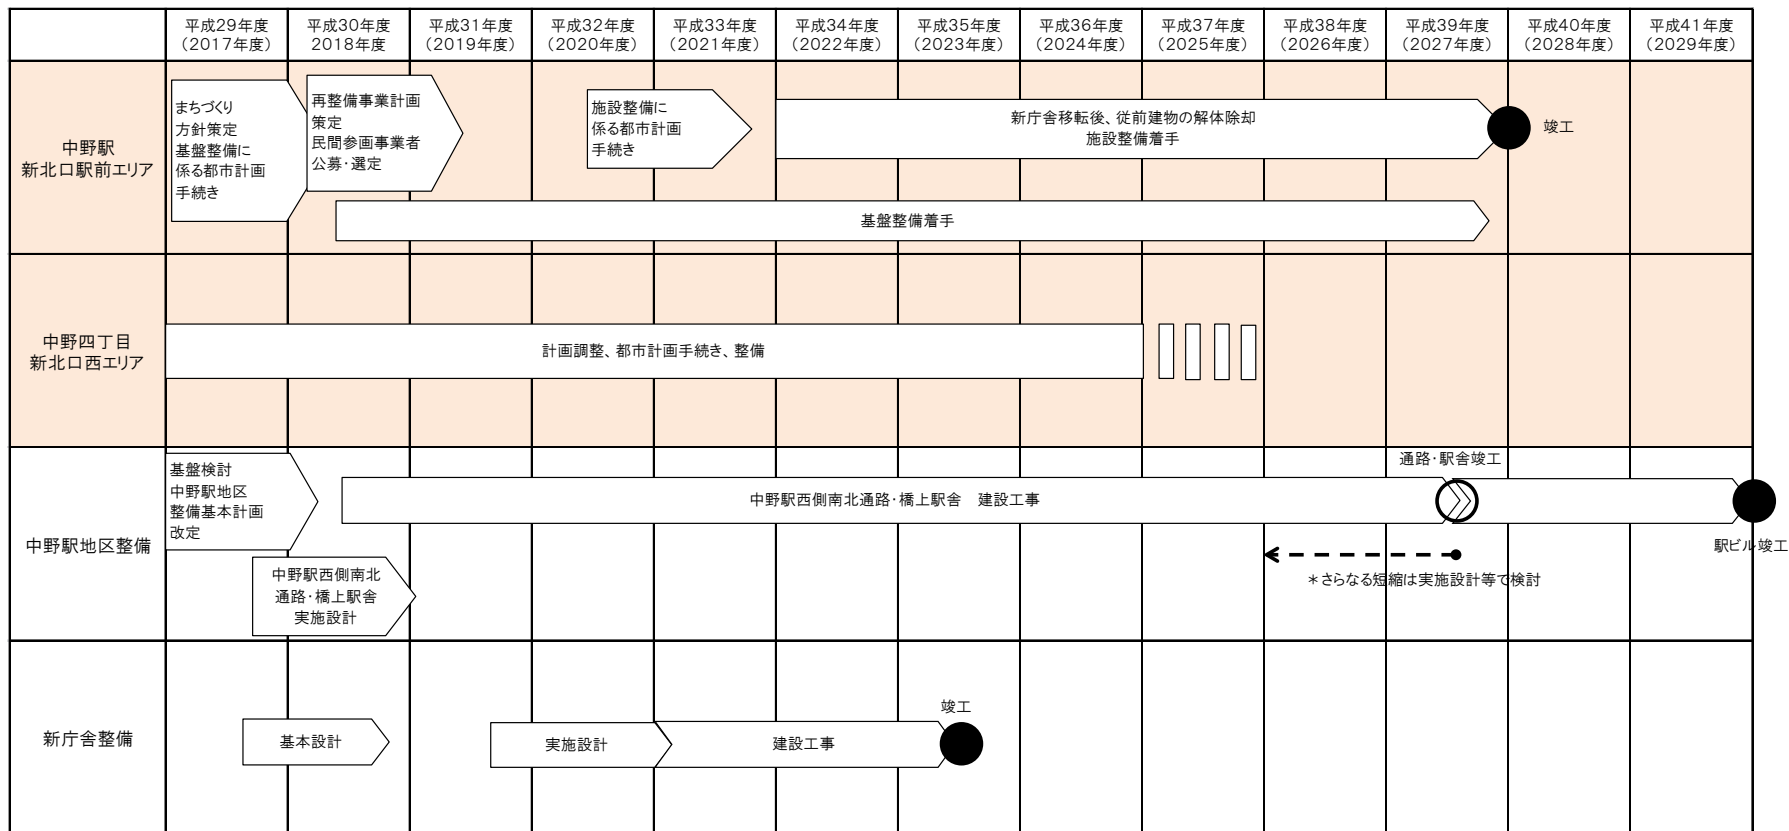 平成29年度
（2017年度）
平成30年度
2018年度
平成31年度
（2019年度）
平成32年度
（2020年度）
平成33年度
（2021年度）
平成34年度
（2022年度）
平成35年度
（2023年度）
平成36年度
（2024年度）
平成37年度
（2025年度）
平成38年度
（2026年度）
平成39年度
（2027年度）
平成40年度
（2028年度）
平成41年度
（2029年度）
中野駅
新北口駅前エリア
まちづくり
方針策定
基盤整備に
係る都市計画
手続き
再整備事業計画
策定
民間参画事業者
公募・選定
施設整備に
係る都市計画
手続き
新庁舎移転後、従前建物の解体除却
施設整備着手
竣工
基盤整備着手
中野四丁目
新北口西エリア
計画調整、都市計画手続き、整備
中野駅地区整備
基盤検討
中野駅地区
整備基本計画
改定
中野駅西側南北
通路・橋上駅舎
実施設計
中野駅西側南北通路・橋上駅舎　建設工事
通路・駅舎竣工
駅ビル竣工
＊さらなる短縮は実施設計等で検討
新庁舎整備
基本設計
実施設計
建設工事
竣工